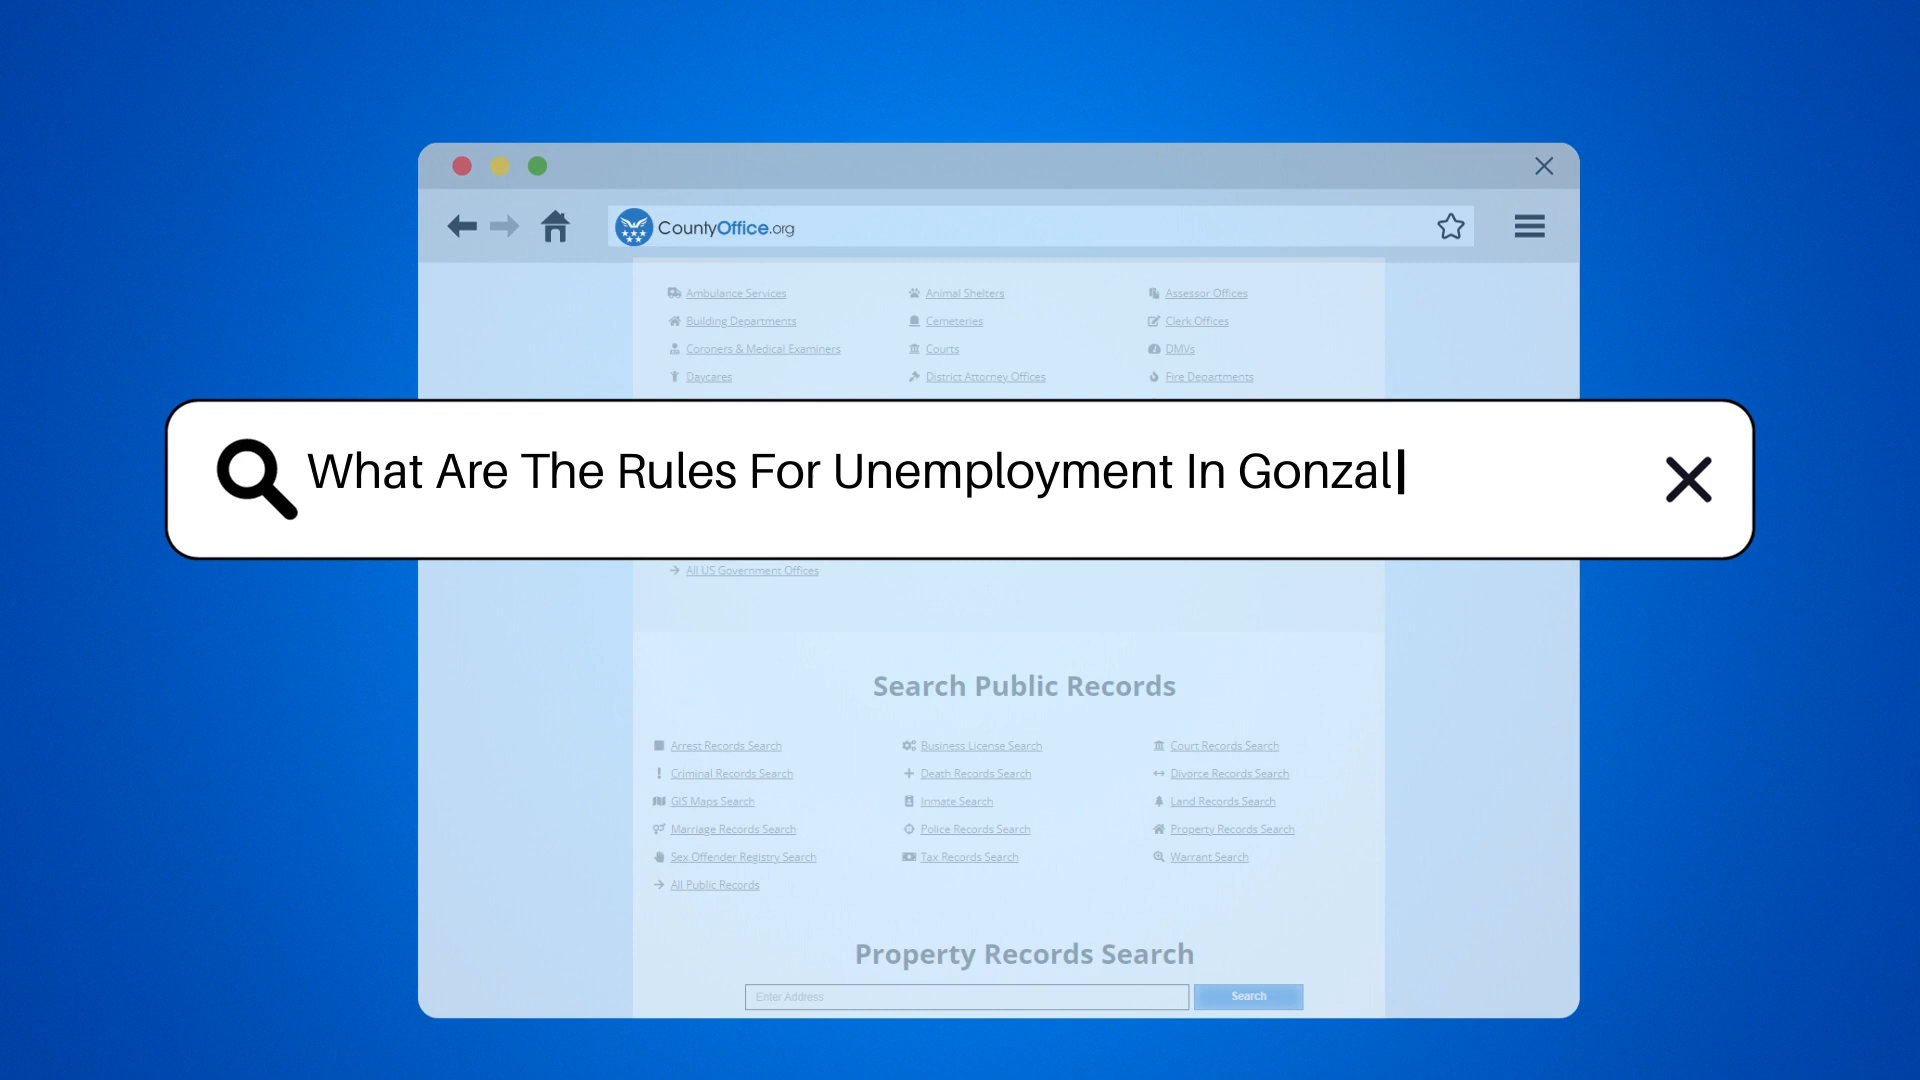 CountyOffice.org
Ambulance Services Animal Shelters Assessor Offices
Building Departments Cemeteries Clerk Offices
Coroners & Medical Examiners Courts DMVs
Daycares District Attorney Offices Fire Departments
What Are The Rules For Unemployment In Gonzal
All US Government Offices
Search Public Records
Arrest Records Search Business License Search Court Records Search
Criminal Records Search Death Records Search Divorce Records Search
GIS Maps Search Inmate Search Land Records Search
Marriage Records Search Police Records Search Property Records Search
Sex Offender Registry Search Tax Records Search Warrant Search
All Public Records
Property Records Search
Enter Address Search